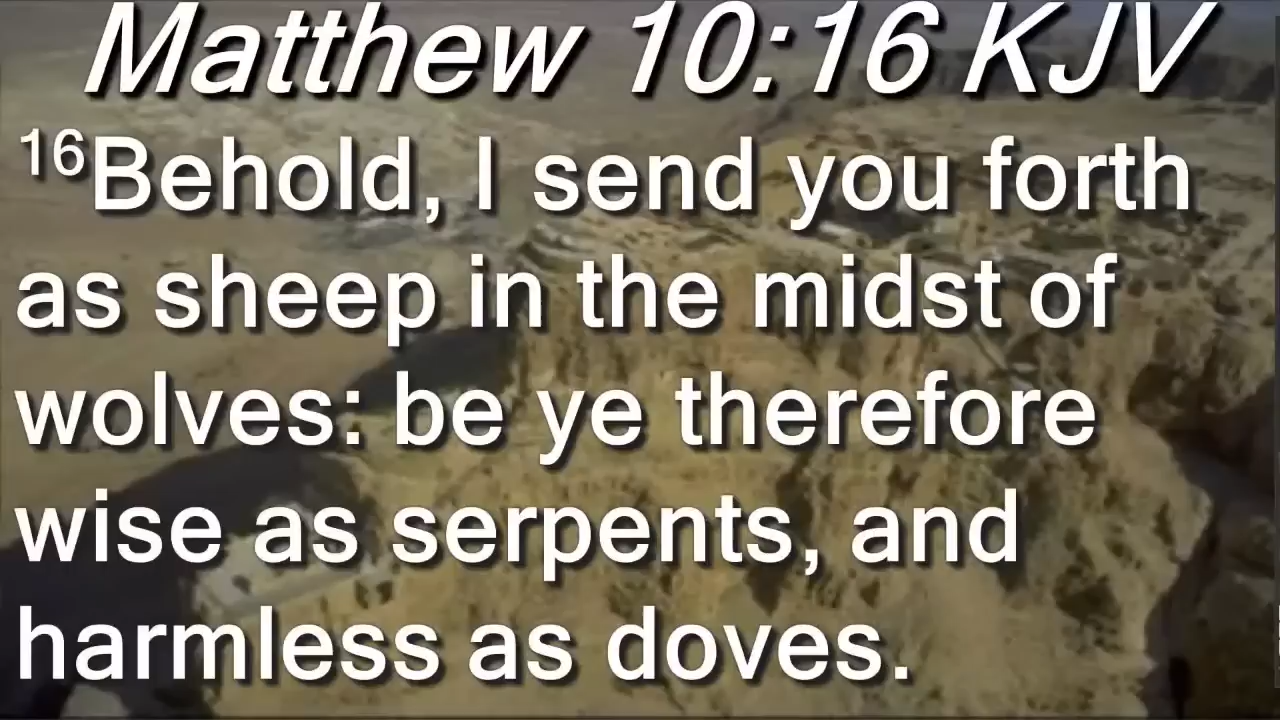 Matthew 10:16 KJV
16Behold, I send you forth
as sheep in the midst of
wolves: be ye therefore
wise as serpents, and
harmless as doves.